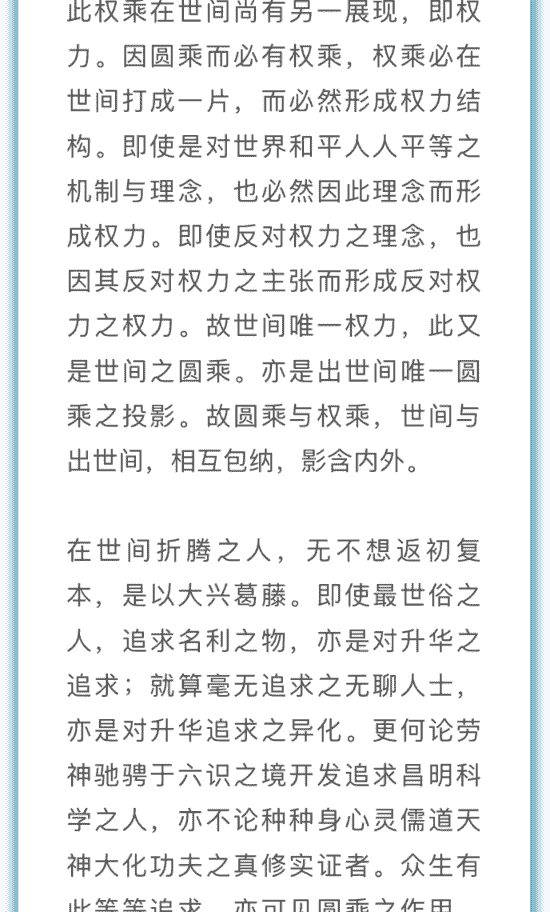 此权乘在世间尚有另一展现，即权
力。因圆乘而必有权乘，权乘必在
世间打成一片，而必然形成权力结
构。即使是对世界和平人人平等之
机制与理念，也必然因此理念而形
成权力。即使反对权力之理念，也
因其反对权力之主张而形成反对权
力之权力。故世间唯一权力，此又
是世间之圆乘。亦是出世间唯一圆
乘之投影。故圆乘与权乘，世间与
出世间，相互包纳，影含内外。
在世间折腾之人，无不想返初复
本，是以大兴葛藤。即使最世俗之
人，追求名利之物，亦是对升华之
追求；就算毫无追求之无聊人士，
亦是对升华追求之异化。更何论劳
神驰骋于六识之境开发追求昌明科
学之人，亦不论种种身心灵儒道天
神大化功夫之真修实证者。众生有
此等等追求，亦可见圆乘之作用。